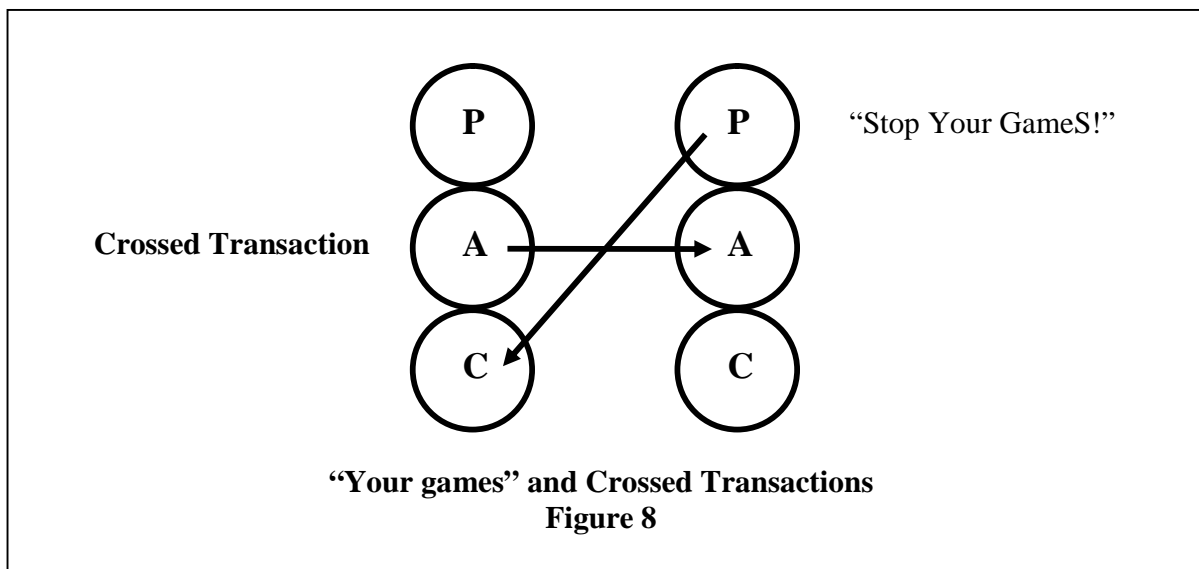 P P “Stop Your GameS!”
Crossed Transaction A A
C C
“Your games” and Crossed Transactions
Figure 8